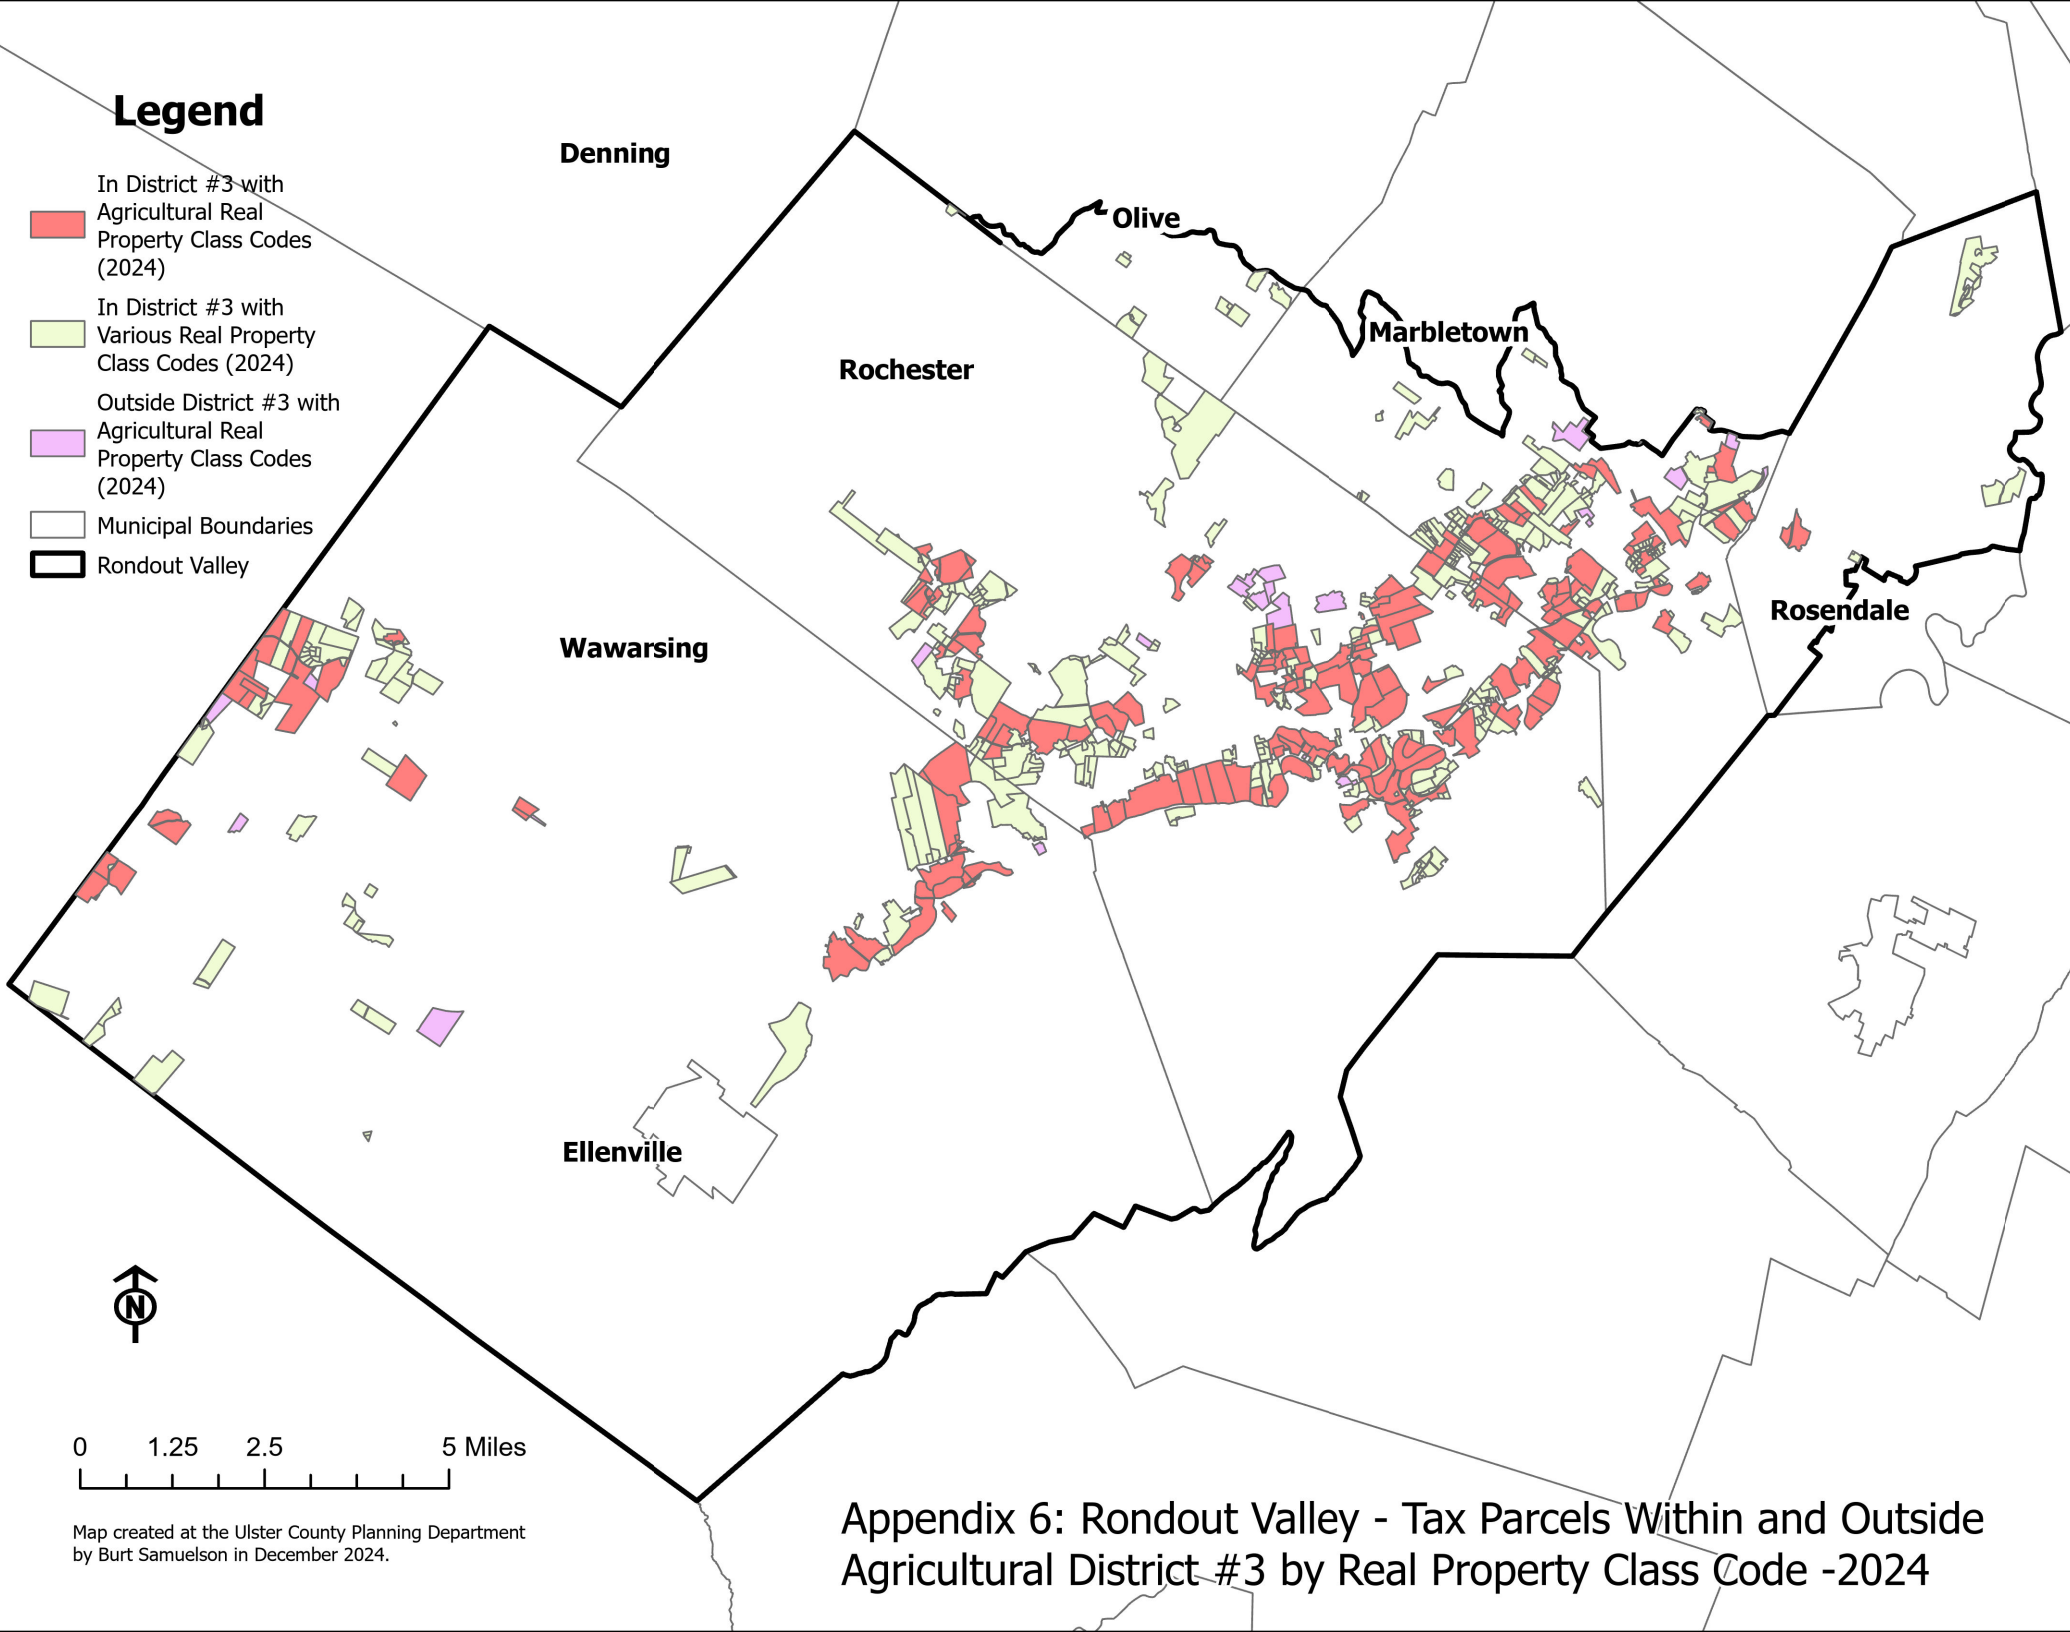 Legend
In District #3 with
Agricultural Real
Property Class Codes
(2024)
In District #3 with
Various Real Property
Class Codes (2024)
Outside District #3 with
Agricultural Real
Property Class Codes
(2024)
Municipal Boundaries
Rondout Valley
Denning
Olive
Marbletown
Rochester
Rosendale
Wawarsing
Ellenville
N
0 1.25 2.5 5 Miles
Map created at the Ulster County Planning Department
by Burt Samuelson in December 2024.
Appendix 6: Rondout Valley - Tax Parcels Within and Outside
Agricultural District #3 by Real Property Class Code -2024